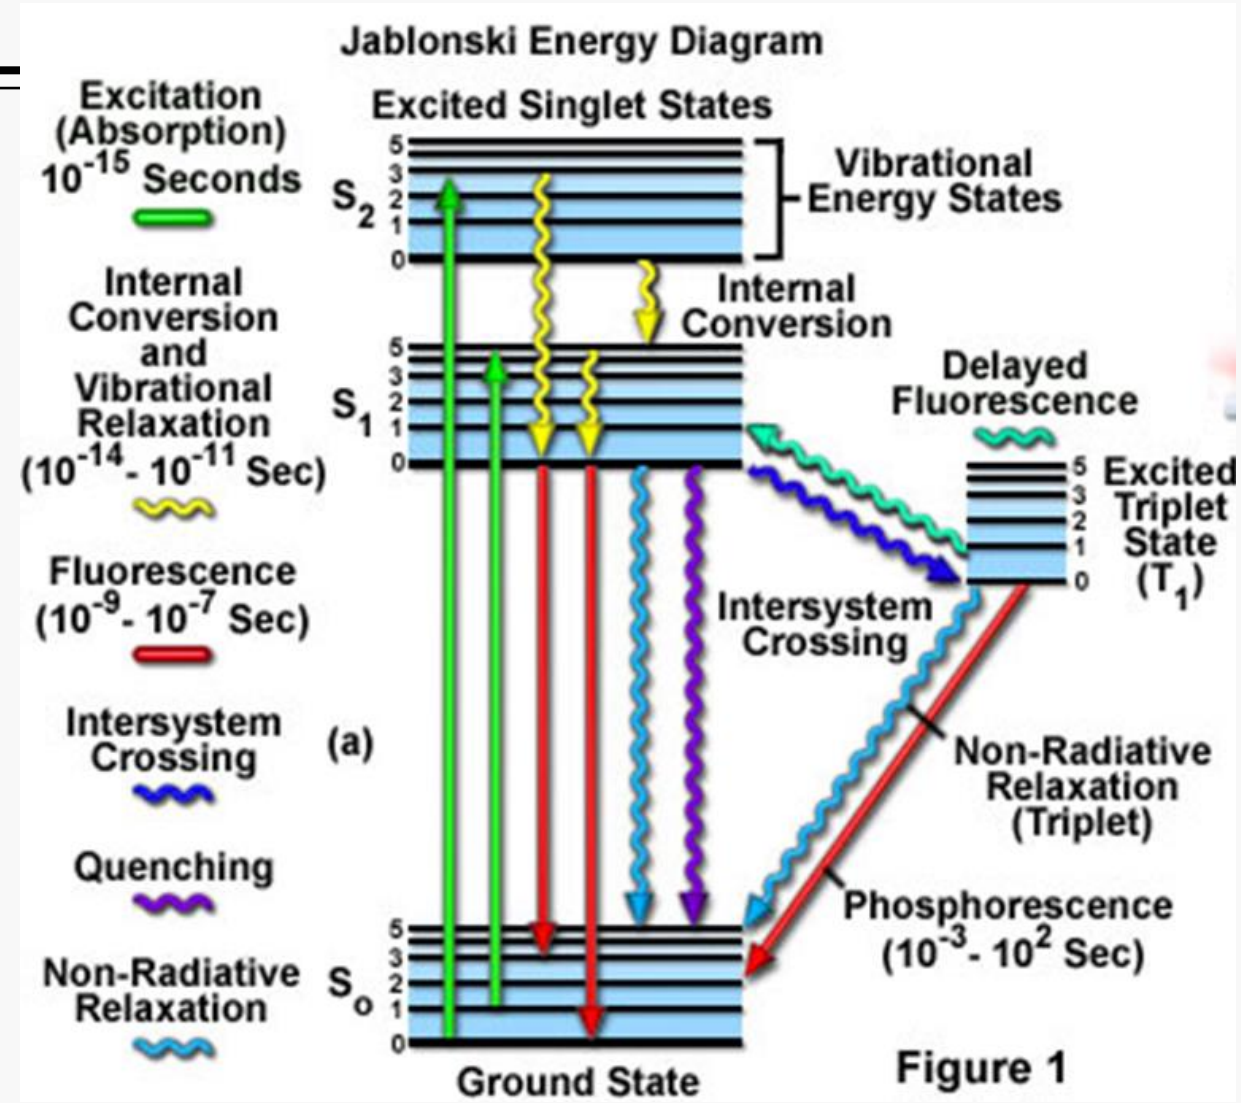 Jablonski Energy Diagram
Excitation
(Absorption)
10^-15 Seconds
Internal
Conversion
and
Vibrational
Relaxation
(10^-14 - 10^-11 Sec)
Fluorescence
(10^-9 - 10^-7 Sec)
Intersystem
Crossing
Quenching
Non-Radiative
Relaxation
Excited Singlet States
S2
5
3
2
1
0
Vibrational
Energy States
Internal
Conversion
S1
5
3
2
1
0
Delayed
Fluorescence
5
3
2
1
0
Excited
Triplet
State
(T1)
Intersystem
Crossing
(a)
Non-Radiative
Relaxation
(Triplet)
Phosphorescence
(10^-3 - 10^2 Sec)
So
5
3
2
1
0
Ground State
Figure 1